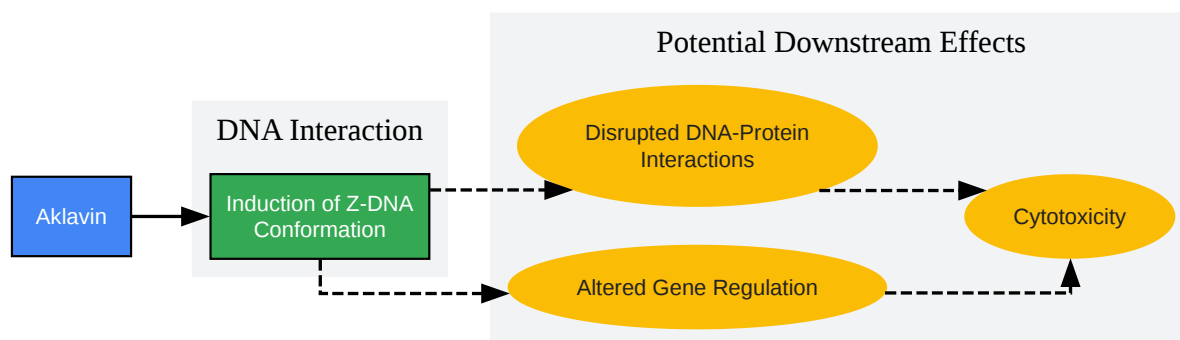 Potential Downstream Effects
DNA Interaction
Disrupted DNA-Protein
Interactions
Aklavin
Induction of Z-DNA
Conformation
Cytotoxicity
Altered Gene Regulation